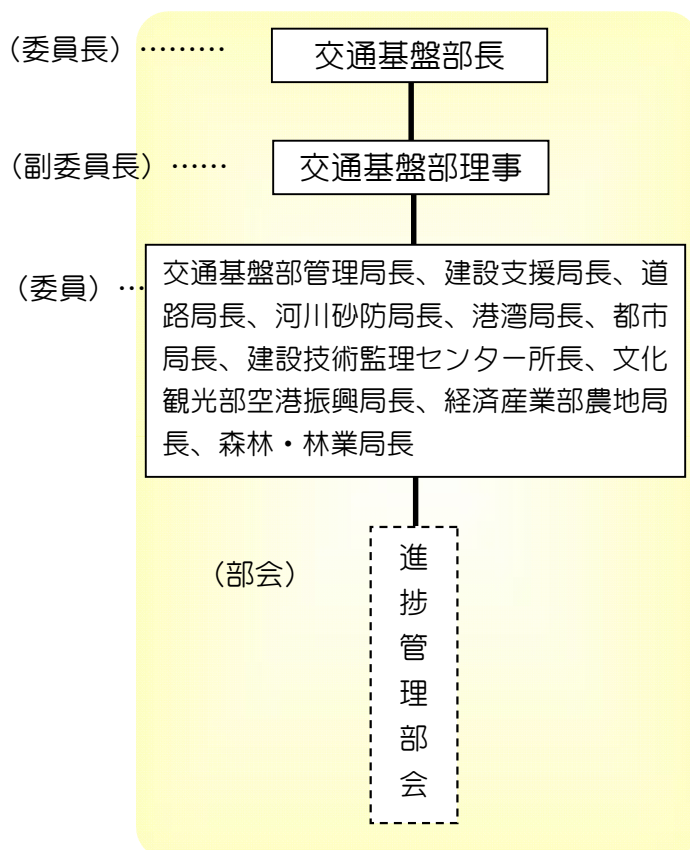 （委員長）………
交通基盤部長
（副委員長）……
交通基盤部理事
（委員）…
交通基盤部管理局長、建設支援局長、道
路局長、河川砂防局長、港湾局長、都市
局長、建設技術監理センター所長、文化
観光部空港振興局長、経済産業部農地局
長、森林・林業局長
（部会）
進捗管理部会